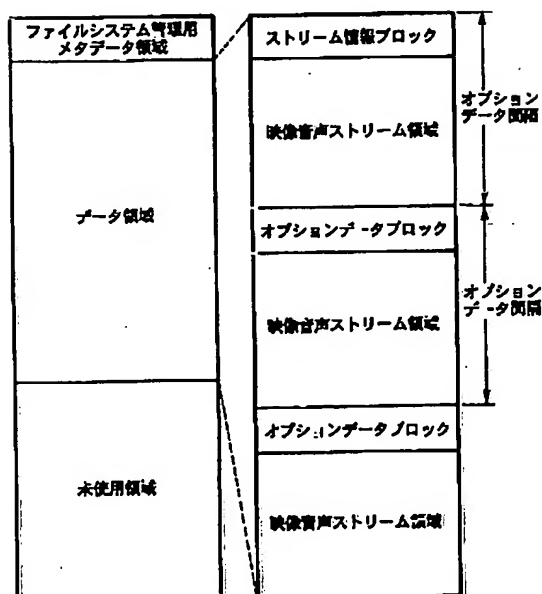 ファイルシステム管理用
メタデータ領域
データ領域
未使用領域
ストリーム情報ブロック
映像音声ストリーム領域
オプションデータブロック
映像音声ストリーム領域
オプションデータブロック
映像音声ストリーム領域
オプション
データ間隔
オプション
データ間隔